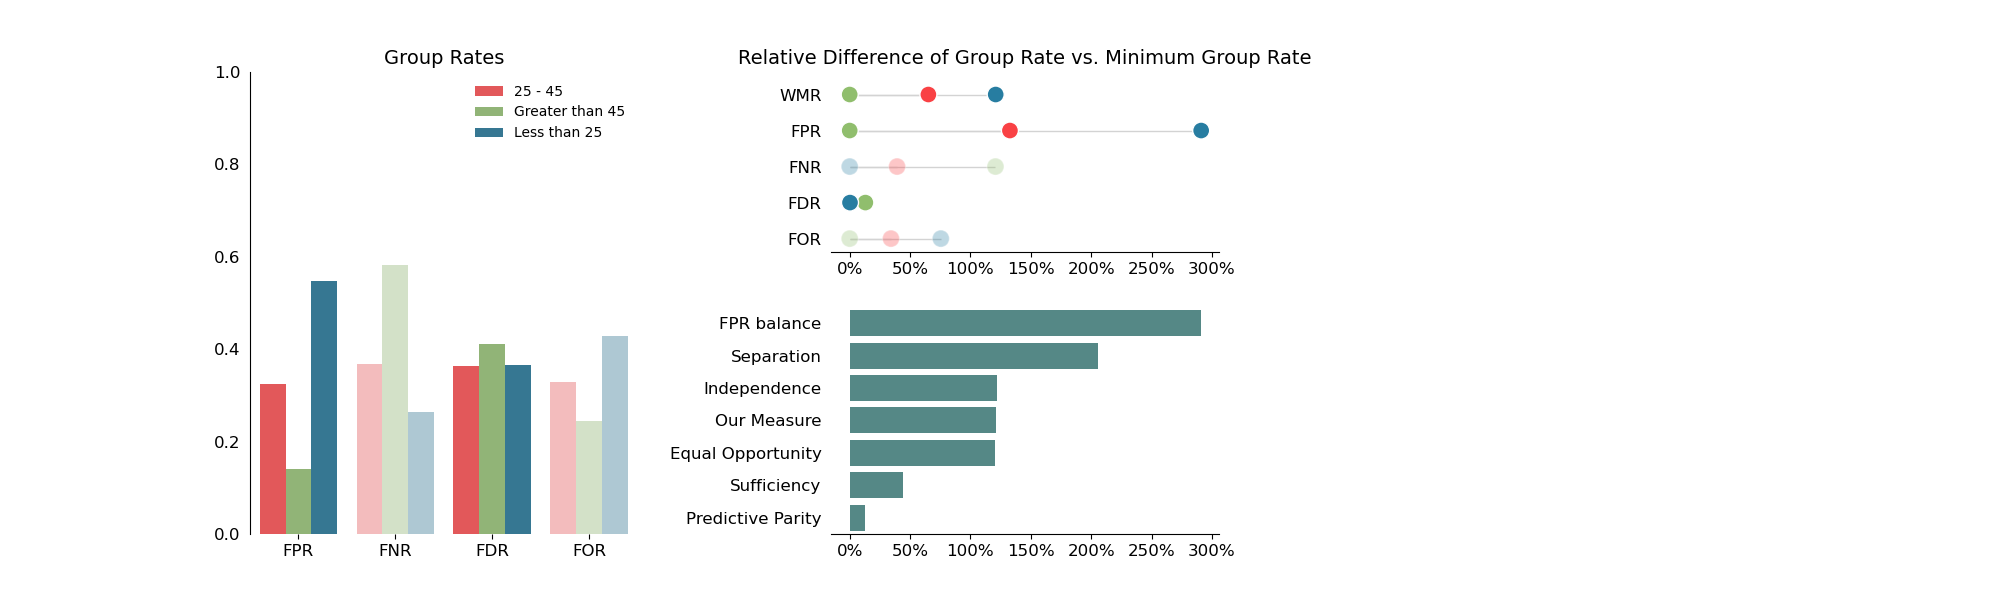 Group Rates
1.0
0.8
0.6
0.4
0.2
0.0
25 - 45
Greater than 45
Less than 25
FPR FNR FDR FOR
Relative Difference of Group Rate vs. Minimum Group Rate
WMR
FPR
FNR
FDR
FOR
0% 50% 100% 150% 200% 250% 300%
FPR balance
Separation
Independence
Our Measure
Equal Opportunity
Sufficiency
Predictive Parity
0% 50% 100% 150% 200% 250% 300%